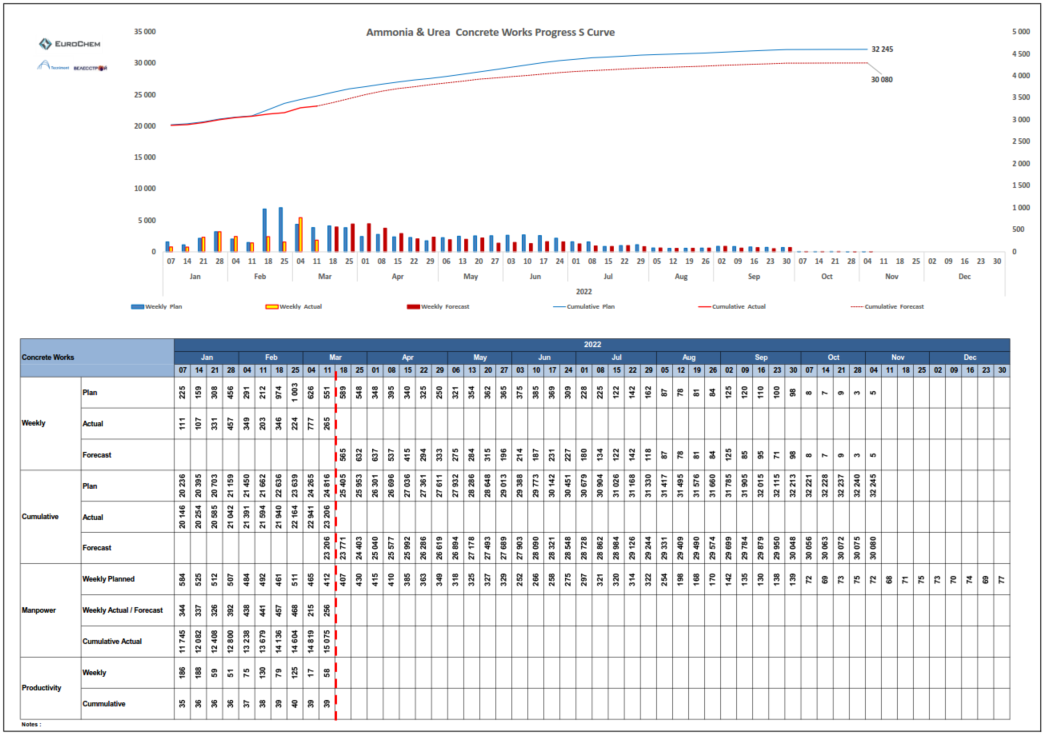 EUROCHEM
ВЕЛЕССТРОЙ
Ammonia & Urea Concrete Works Progress S Curve
35 000
30 000
25 000
20 000
15 000
10 000
5 000
0
5 000
4 500
4 000
3 500
3 000
2 500
2 000
1 500
1 000
500
0
32 245
30 080
07 14 21 28 04 11 18 25 04 11 18 25 01 08 15 22 29 06 13 20 27 03 10 17 24 01 08 15 22 29 05 12 19 26 02 09 16 23 30 07 14 21 28 04 11 18 25 02 09 16 23 30
Jan Feb Mar Apr May Jun Jul Aug Sep Oct Nov Dec
2022
Weekly Plan Weekly Actual Weekly Forecast Cumulative Plan Cumulative Actual Cumulative Forecast
Concrete Works 2022
Jan Feb Mar Apr May Jun Jul Aug Sep Oct Nov Dec
07 14 21 28 04 11 18 25 04 11 18 25 01 08 15 22 29 06 13 20 27 03 10 17 24 01 08 15 22 29 05 12 19 26 02 09 16 23 30 07 14 21 28 04 11 18 25 02 09 16 23 30
Weekly
Plan 225 159 308 456 291 212 974 1 003 626 551 589 548 348 395 340 325 250 321 354 362 365 375 385 369 309 228 225 122 142 162 87 78 81 84 125 120 110 100 98 8 7 9 3 5
Actual 111 107 331 457 349 203 346 224 777 265
Forecast 565 632 637 537 415 294 333 275 284 315 196 214 187 231 227 180 134 122 142 118 87 78 81 84 125 85 95 71 98 8 7 9 3 5
Cumulative
Plan 20 236 20 395 20 703 21 159 21 450 21 662 22 636 23 639 24 265 24 816 25 405 25 953 26 301 26 696 27 036 27 361 27 611 27 932 28 286 28 648 29 013 29 388 29 773 30 142 30 451 30 679 30 904 31 026 31 168 31 330 31 417 31 495 31 576 31 660 31 785 31 905 32 015 32 115 32 213 32 221 32 228 32 237 32 240 32 245
Actual 20 146 20 254 20 585 21 042 21 391 21 594 21 940 22 164 22 941 23 206
Forecast 23 206 23 771 24 403 25 040 25 577 25 992 26 286 26 619 26 894 27 178 27 493 27 689 27 903 28 090 28 321 28 548 28 728 28 862 28 984 29 126 29 244 29 331 29 409 29 490 29 574 29 699 29 784 29 879 29 950 30 048 30 056 30 063 30 072 30 075 30 080
Manpower
Weekly Planned 584 525 512 507 484 492 461 511 465 412 407 430 415 410 385 363 349 318 325 327 329 252 266 258 275 297 321 320 314 322 254 198 168 170 142 135 130 138 139 72 69 73 75 72 68 71 75 73 70 74 69 77
Weekly Actual / Forecast 344 337 326 392 438 441 457 468 215 256
Cumulative Actual 11 745 12 082 12 408 12 800 13 238 13 679 14 136 14 604 14 819 15 075
Productivity
Weekly 186 188 59 51 75 130 79 125 17 58
Cummulative 35 36 36 36 37 38 39 40 39 39
Notes :